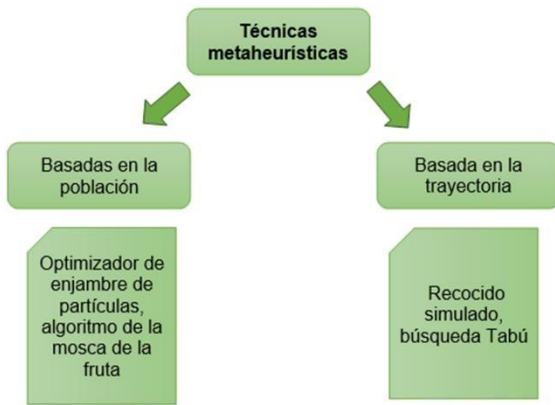 Técnicas
metaheurísticas
Basadas en la
población
Basada en la
trayectoria
Optimizador de
enjambre de
partículas,
algoritmo de la
mosca de la
fruta
Recocido
simulado,
búsqueda Tabú